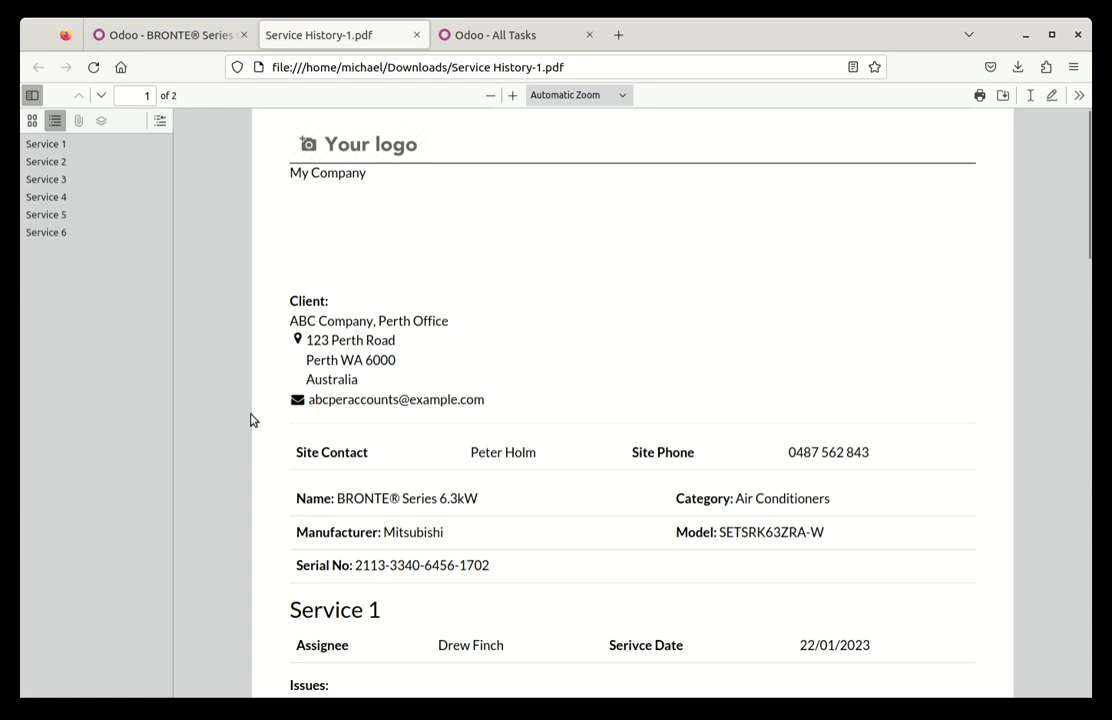 Odoo - BRONTE® Series
Service History-1.pdf
Odoo - All Tasks
file:///home/michael/Downloads/Service History-1.pdf
1 of 2
Automatic Zoom
Service 1
Service 2
Service 3
Service 4
Service 5
Service 6
Your logo
My Company
Client:
ABC Company, Perth Office
123 Perth Road
Perth WA 6000
Australia
abcperaccounts@example.com
Site Contact Peter Holm Site Phone 0487 562 843
Name: BRONTE® Series 6.3kW Category: Air Conditioners
Manufacturer: Mitsubishi Model: SETSRK63ZRA-W
Serial No: 2113-3340-6456-1702
Service 1
Assignee Drew Finch Serivce Date 22/01/2023
Issues: